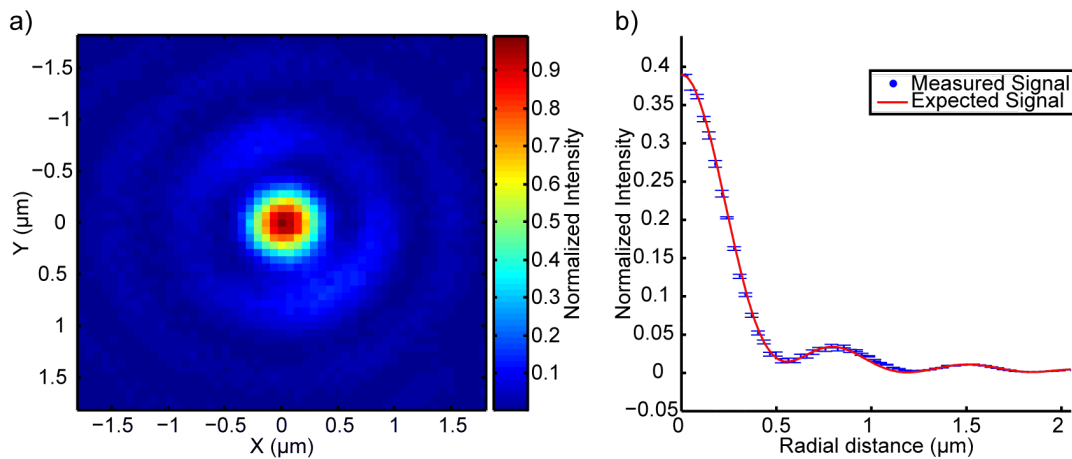 a)
−1.5
−1
−0.5
0
0.5
1
1.5
Y (µm)
−1.5 −1 −0.5 0 0.5 1 1.5
X (µm)
0.9
0.8
0.7
0.6
0.5
0.4
0.3
0.2
0.1
Normalized Intensity
b)
0.4
0.35
0.3
0.25
0.2
0.15
0.1
0.05
0
−0.05
Normalized Intensity
0 0.5 1 1.5 2
Radial distance (µm)
Measured Signal
Expected Signal